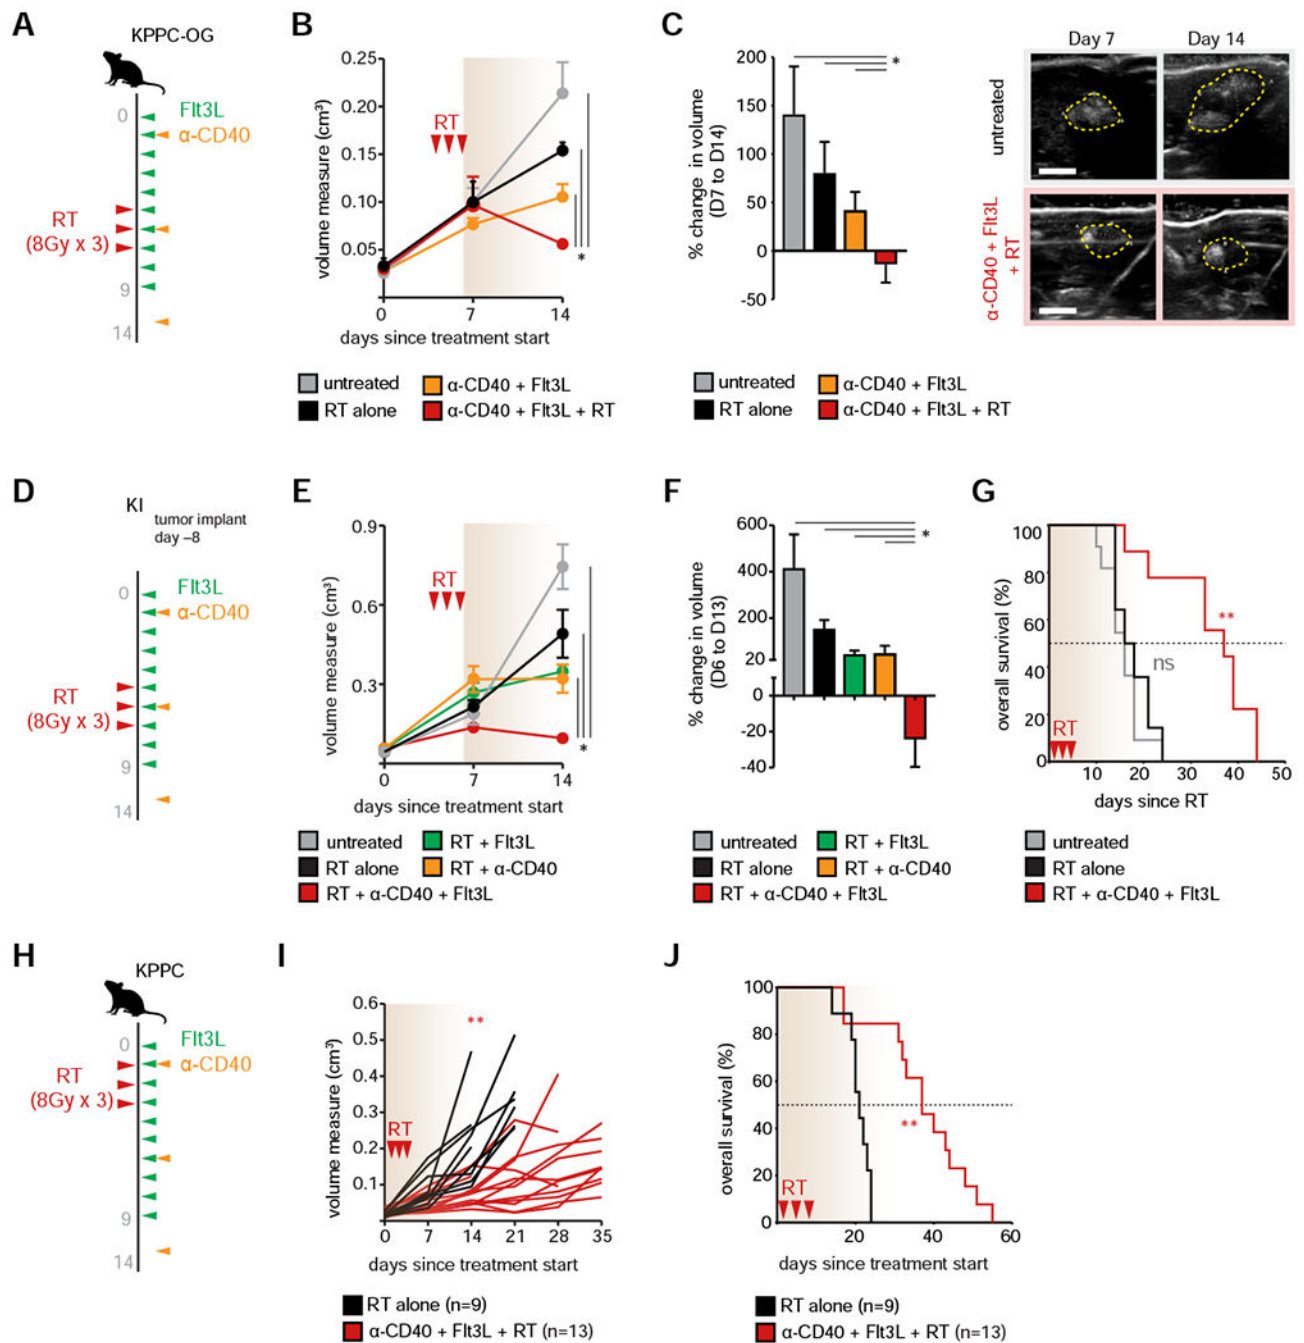 A
KPPC-OG
0
Flt3L
α-CD40
RT
(8Gy x 3)
9
14
B
volume measure (cm³)
0.25
0.20
0.15
0.10
0.05
RT
*
0
7
14
days since treatment start
untreated
α-CD40 + Flt3L
RT alone
α-CD40 + Flt3L + RT
C
% change in volume
(D7 to D14)
200
150
100
50
0
-50
*
untreated
α-CD40 + Flt3L
RT alone
α-CD40 + Flt3L + RT
Day 7
Day 14
untreated
α-CD40 + Flt3L
+ RT
D
KI
tumor implant
day –8
0
Flt3L
α-CD40
RT
(8Gy x 3)
9
14
E
volume measure (cm³)
0.9
0.6
0.3
RT
*
0
7
14
days since treatment start
untreated
RT + Flt3L
RT alone
RT + α-CD40
RT + α-CD40 + Flt3L
F
% change in volume
(D6 to D13)
600
400
200
20
0
-20
-40
*
untreated
RT + Flt3L
RT alone
RT + α-CD40
RT + α-CD40 + Flt3L
G
overall survival (%)
100
80
60
40
20
0
**
ns
RT
10
20
30
40
50
days since RT
untreated
RT alone
RT + α-CD40 + Flt3L
H
KPPC
0
Flt3L
α-CD40
RT
(8Gy x 3)
9
14
I
volume measure (cm³)
0.6
0.5
0.4
0.3
0.2
0.1
**
RT
0
7
14
21
28
35
days since treatment start
RT alone (n=9)
α-CD40 + Flt3L + RT (n=13)
J
overall survival (%)
100
80
60
40
20
0
**
RT
20
40
60
days since treatment start
RT alone (n=9)
α-CD40 + Flt3L + RT (n=13)